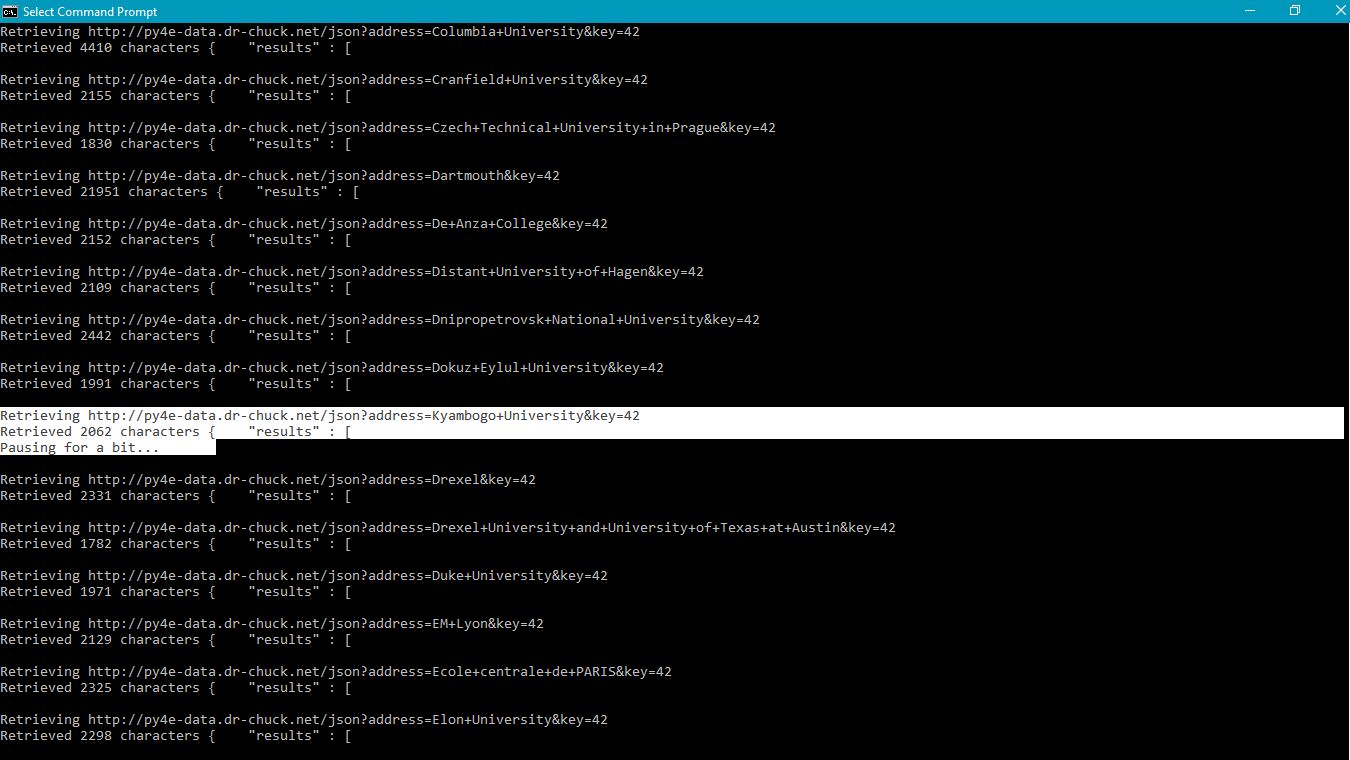 Select Command Prompt
Retrieving http://py4e-data.dr-chuck.net/json?address=Columbia+University&key=42
Retrieved 4410 characters {    "results" : [
Retrieving http://py4e-data.dr-chuck.net/json?address=Cranfield+University&key=42
Retrieved 2155 characters {    "results" : [
Retrieving http://py4e-data.dr-chuck.net/json?address=Czech+Technical+University+in+Prague&key=42
Retrieved 1830 characters {    "results" : [
Retrieving http://py4e-data.dr-chuck.net/json?address=Dartmouth&key=42
Retrieved 21951 characters {    "results" : [
Retrieving http://py4e-data.dr-chuck.net/json?address=De+Anza+College&key=42
Retrieved 2152 characters {    "results" : [
Retrieving http://py4e-data.dr-chuck.net/json?address=Distant+University+of+Hagen&key=42
Retrieved 2109 characters {    "results" : [
Retrieving http://py4e-data.dr-chuck.net/json?address=Dnipropetrovsk+National+University&key=42
Retrieved 2442 characters {    "results" : [
Retrieving http://py4e-data.dr-chuck.net/json?address=Dokuz+Eylul+University&key=42
Retrieved 1991 characters {    "results" : [
Retrieving http://py4e-data.dr-chuck.net/json?address=Kyambogo+University&key=42
Retrieved 2062 characters {    "results" : [
Pausing for a bit...
Retrieving http://py4e-data.dr-chuck.net/json?address=Drexel&key=42
Retrieved 2331 characters {    "results" : [
Retrieving http://py4e-data.dr-chuck.net/json?address=Drexel+University+and+University+of+Texas+at+Austin&key=42
Retrieved 1782 characters {    "results" : [
Retrieving http://py4e-data.dr-chuck.net/json?address=Duke+University&key=42
Retrieved 1971 characters {    "results" : [
Retrieving http://py4e-data.dr-chuck.net/json?address=EM+Lyon&key=42
Retrieved 2129 characters {    "results" : [
Retrieving http://py4e-data.dr-chuck.net/json?address=Ecole+centrale+de+PARIS&key=42
Retrieved 2325 characters {    "results" : [
Retrieving http://py4e-data.dr-chuck.net/json?address=Elon+University&key=42
Retrieved 2298 characters {    "results" : [